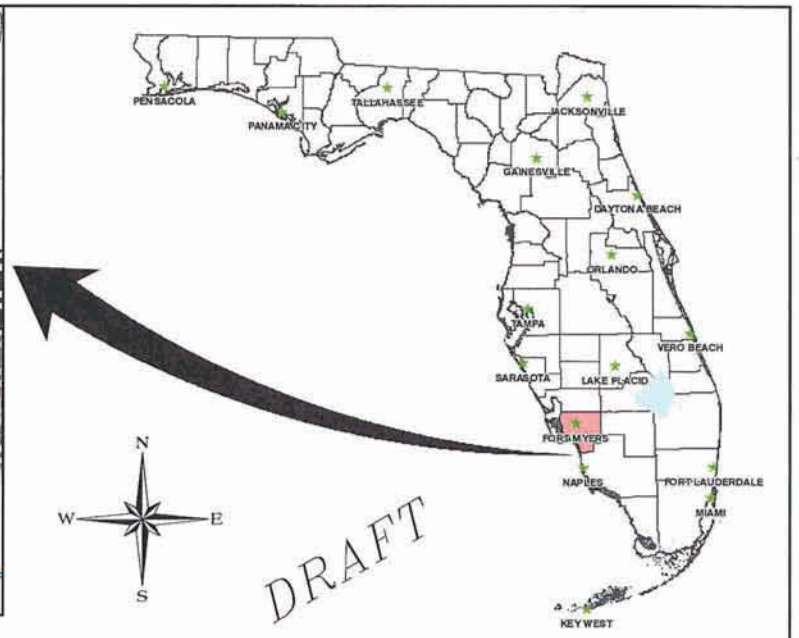 PENSACOLA
TALLAHASSEE
PANAMA CITY
JACKSONVILLE
GAINESVILLE
DAYTONA BEACH
ORLANDO
TAMPA
VERO BEACH
SARASOTA
LAKE PLACID
FORT MYERS
NAPLES
FORT LAUDERDALE
MIAMI
KEY WEST
N
W
E
S
DRAFT